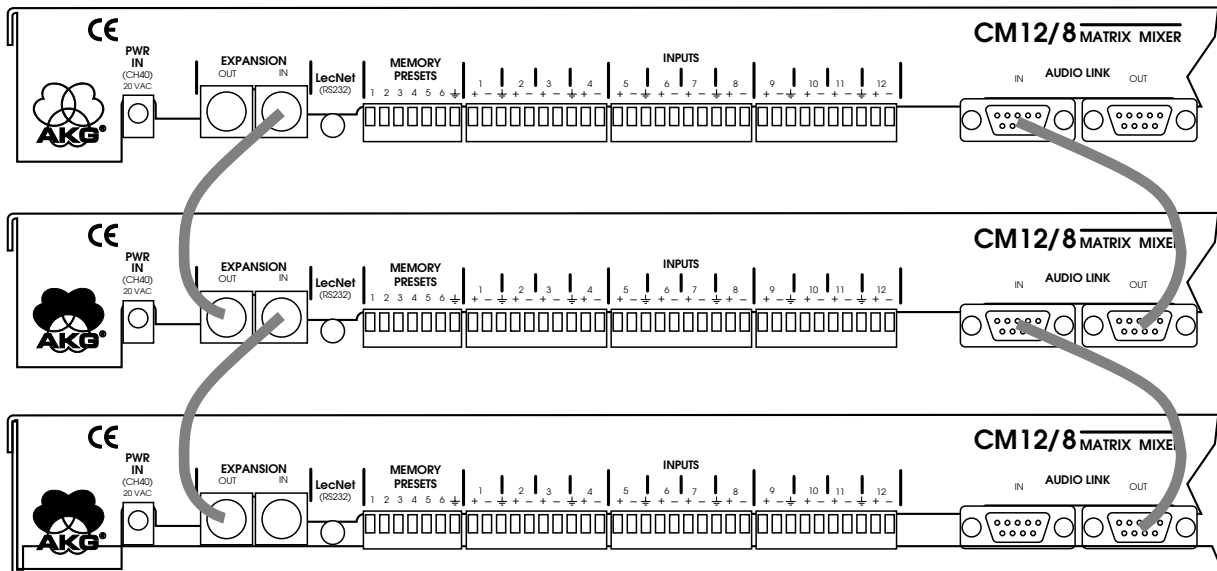 CE
CM12/8 MATRIX MIXER
PWR IN (CH40) 20 VAC
EXPANSION
OUT IN
LecNet (RS232)
MEMORY PRESETS
1 2 3 4 5 6
INPUTS
1 2 3 4 5 6 7 8 9 10 11 12
+ - + - + - + - + - + - + - + - + - + - + - + -
AUDIO LINK
IN OUT
AKG®
CE
CM12/8 MATRIX MIXER
PWR IN (CH40) 20 VAC
EXPANSION
OUT IN
LecNet (RS232)
MEMORY PRESETS
1 2 3 4 5 6
INPUTS
1 2 3 4 5 6 7 8 9 10 11 12
+ - + - + - + - + - + - + - + - + - + - + - + -
AUDIO LINK
IN OUT
AKG®
CE
CM12/8 MATRIX MIXER
PWR IN (CH40) 20 VAC
EXPANSION
OUT IN
LecNet (RS232)
MEMORY PRESETS
1 2 3 4 5 6
INPUTS
1 2 3 4 5 6 7 8 9 10 11 12
+ - + - + - + - + - + - + - + - + - + - + - + -
AUDIO LINK
IN OUT
AKG®